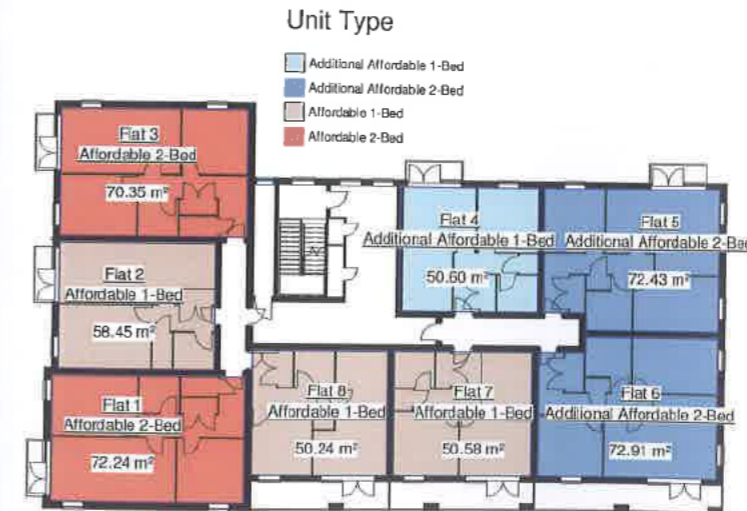 Unit Type
Additional Affordable 1-Bed
Additional Affordable 2-Bed
Affordable 1-Bed
Affordable 2-Bed
Flat 3
Affordable 2-Bed
70.35 m²
Flat 4
Additional Affordable 1-Bed
50.60 m²
Flat 5
Additional Affordable 2-Bed
72.43 m²
Flat 2
Affordable 1-Bed
58.45 m²
Flat 1
Affordable 2-Bed
72.24 m²
Flat 8
Affordable 1-Bed
50.24 m²
Flat 7
Affordable 1-Bed
50.58 m²
Flat 6
Additional Affordable 2-Bed
72.91 m²